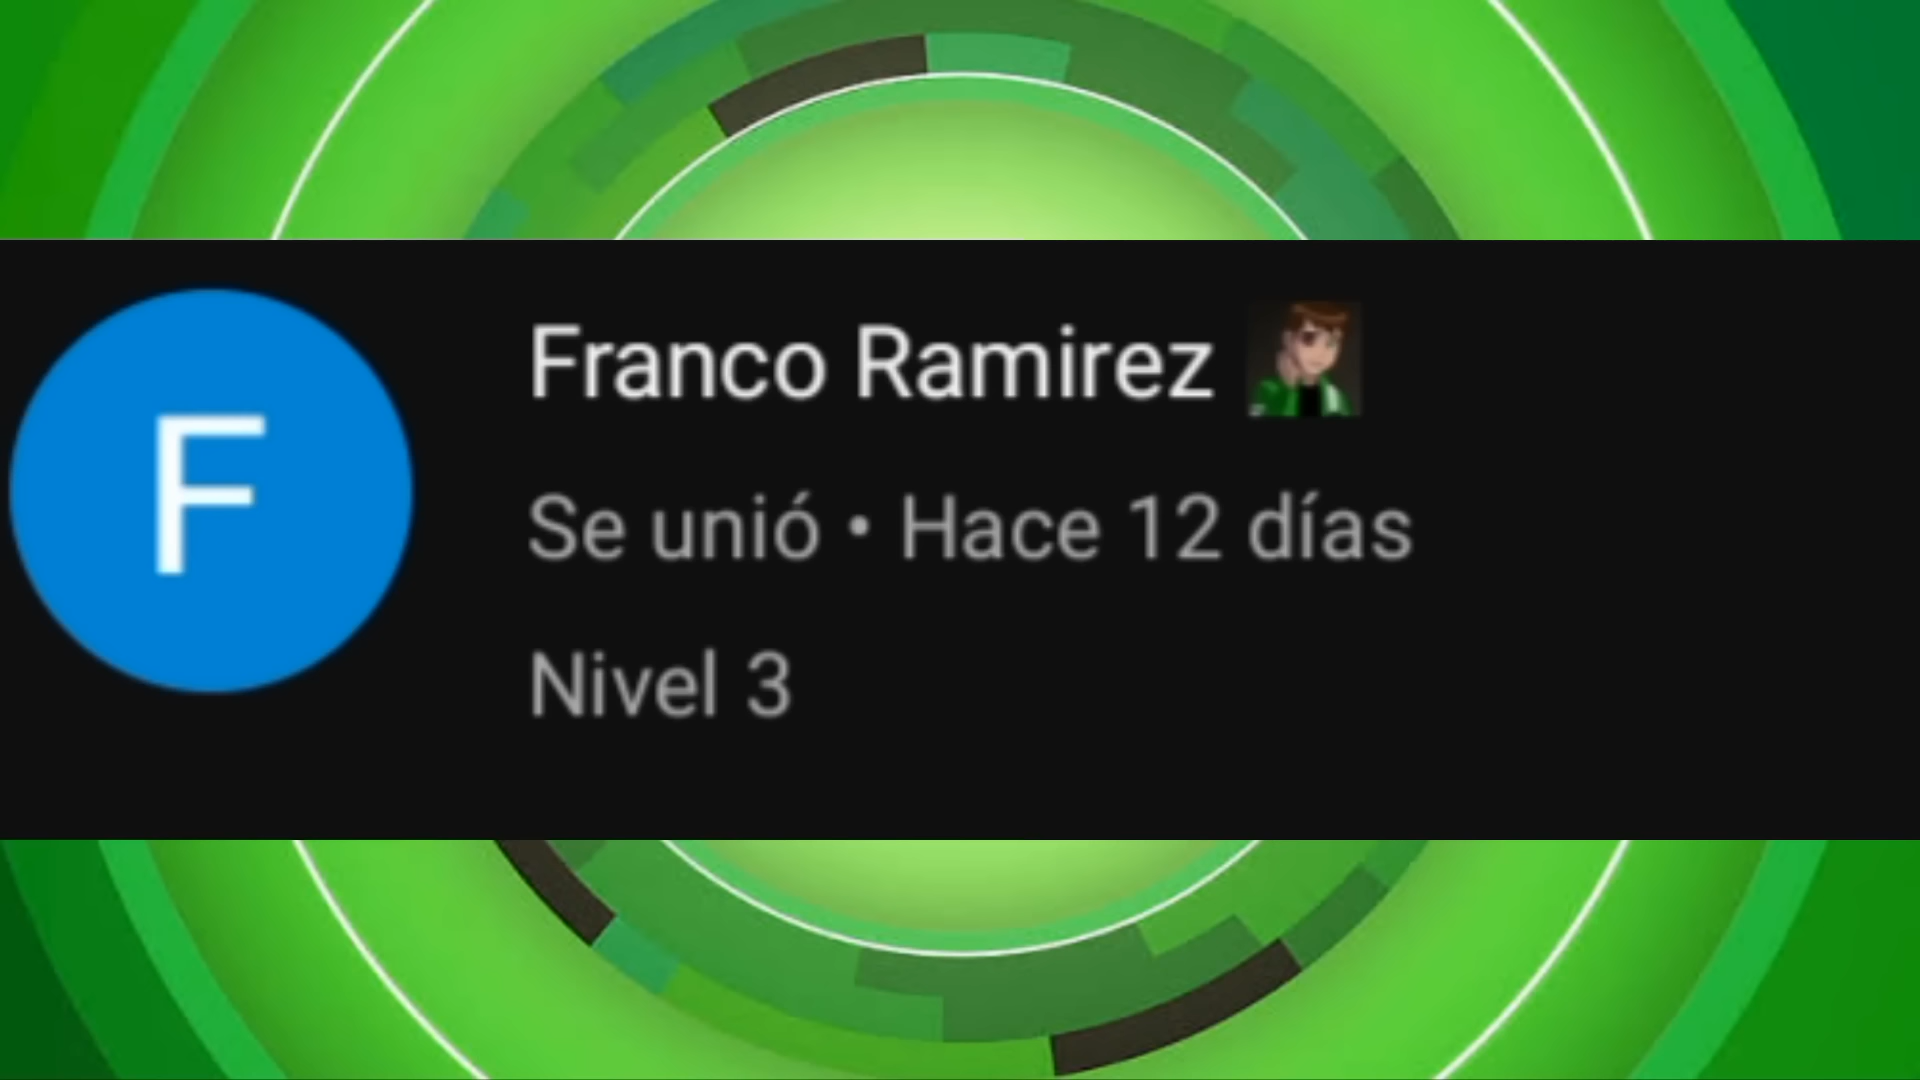 F
Franco Ramirez
Se unió • Hace 12 días
Nivel 3